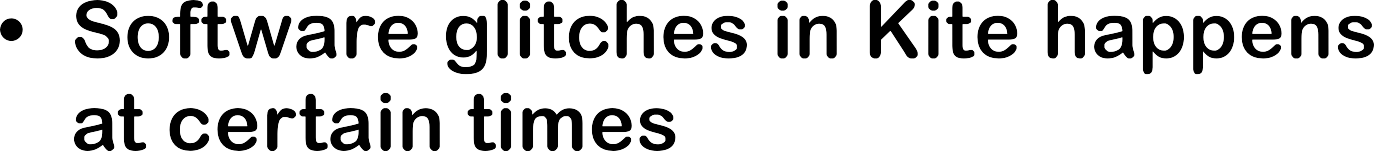 • Software glitches in Kite happens
at certain times